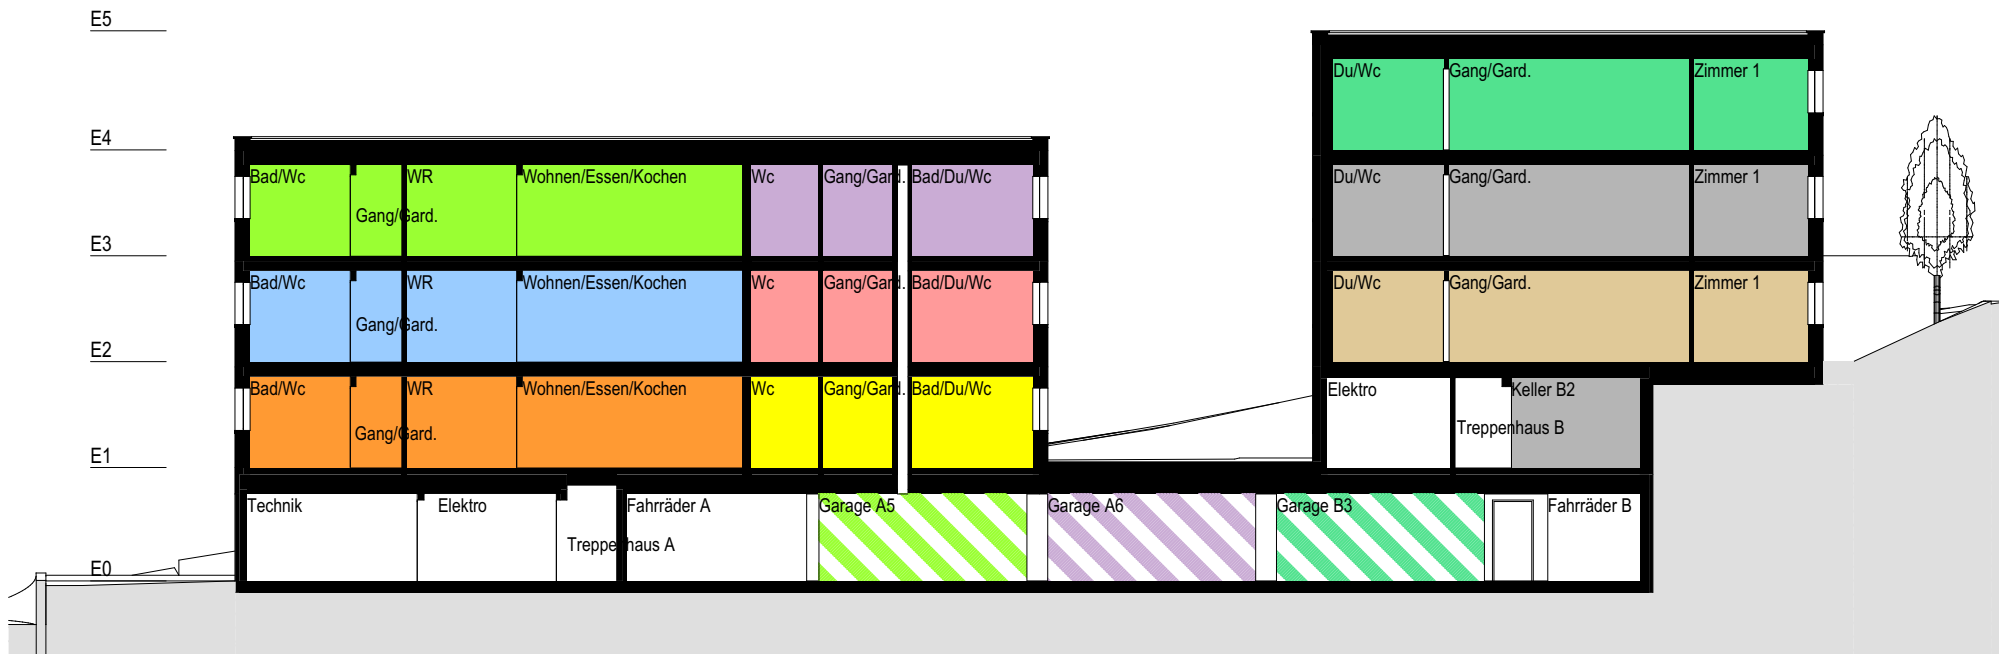 E5
Du/Wc Gang/Gard. Zimmer 1
E4
Bad/Wc WR Wohnen/Essen/Kochen Wc Gang/Gard. Bad/Du/Wc Du/Wc Gang/Gard. Zimmer 1
Gang/Gard.
E3
Bad/Wc WR Wohnen/Essen/Kochen Wc Gang/Gard. Bad/Du/Wc Du/Wc Gang/Gard. Zimmer 1
Gang/Gard.
E2
Bad/Wc WR Wohnen/Essen/Kochen Wc Gang/Gard. Bad/Du/Wc Elektro Keller B2
Gang/Gard. Treppenhaus B
E1
Technik Elektro Fahrräder A Garage A5 Garage A6 Garage B3 Fahrräder B
Treppenhaus A
E0